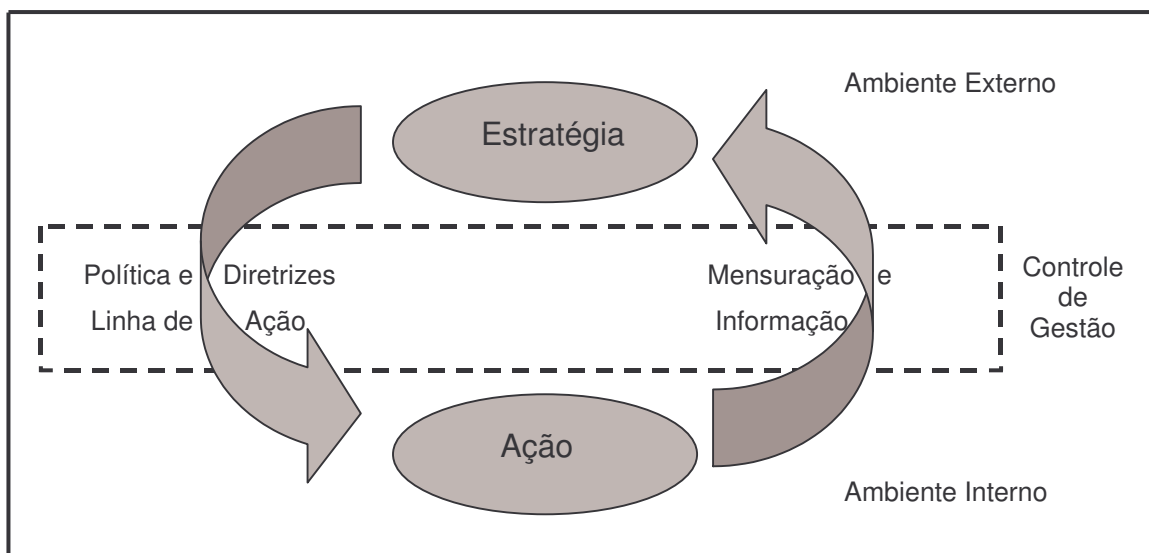 Ambiente Externo
Estratégia
Política e Diretrizes
Linha de Ação
Mensuração e
Informação
Controle
de
Gestão
Ação
Ambiente Interno